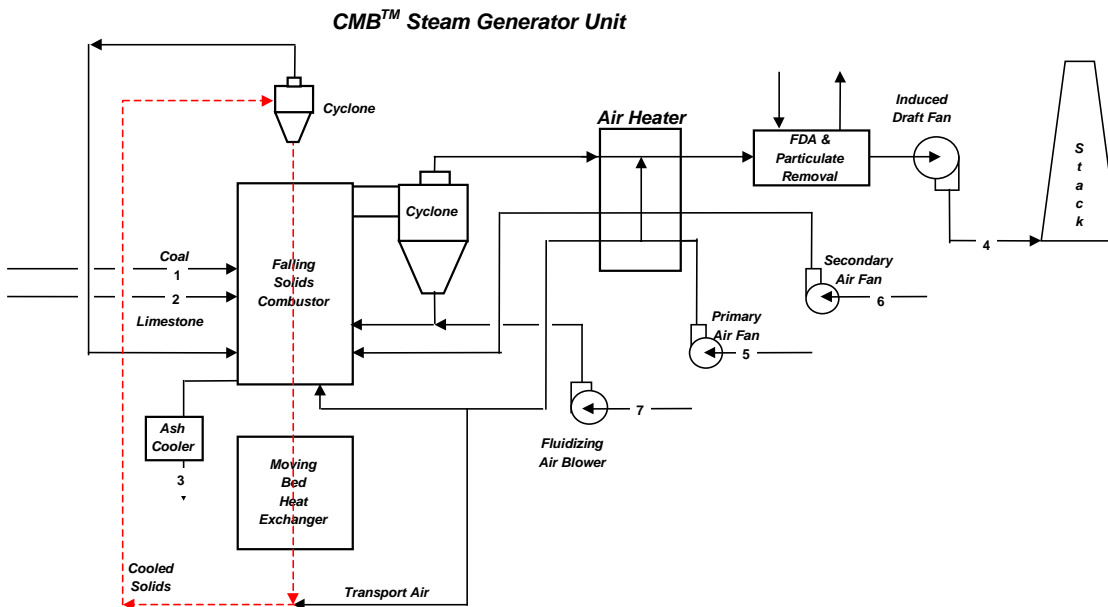 CMB™ Steam Generator Unit
Cyclone
Air Heater
Induced
Draft Fan
FDA &
Particulate
Removal
Stack
Cyclone
Coal
1
2
Limestone
Falling
Solids
Combustor
4
Secondary
Air Fan
6
Primary
Air Fan
5
7
Fluidizing
Air Blower
Ash
Cooler
3
Moving
Bed
Heat
Exchanger
Cooled
Solids
Transport Air